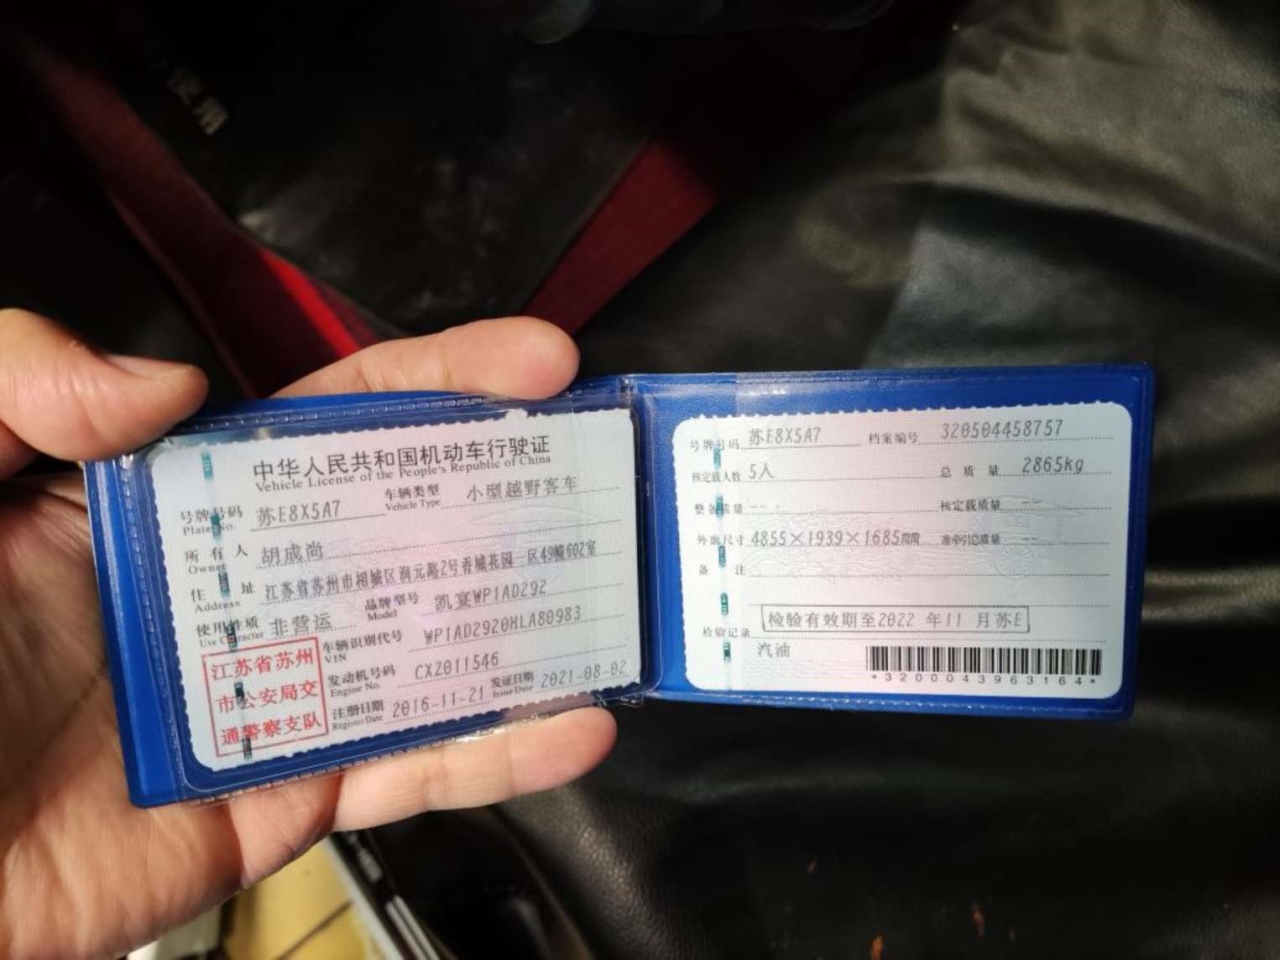 中华人民共和国机动车行驶证
Vehicle License of the People's Republic of China
号牌号码 苏E8X5A7 车辆类型 小型越野客车
Plate No. Vehicle Type
所有人 胡成尚
Owner
住址 江苏省苏州市相城区润元路2号香城花园一区49幢602室
Address
使用性质 非营运 品牌型号 凯宴WP1AD292
Use Character Model
车辆识别代号 WP1AD2920HLA80983
VIN
发动机号码 CX2011546
Engine No.
注册日期 2016-11-21 发证日期 2021-08-02
Register Date Issue Date
江苏省苏州
市公安局交
通警察支队
号牌号码 苏E8X5A7 档案编号 320504458757
核定载人数 5人 总质量 2865kg
整备质量 -- 核定载质量 --
外廓尺寸 4855×1939×1685mm 准牵引总质量 --
备注
检验记录 检验有效期至2022年11月苏E
汽油
*3200043963164*